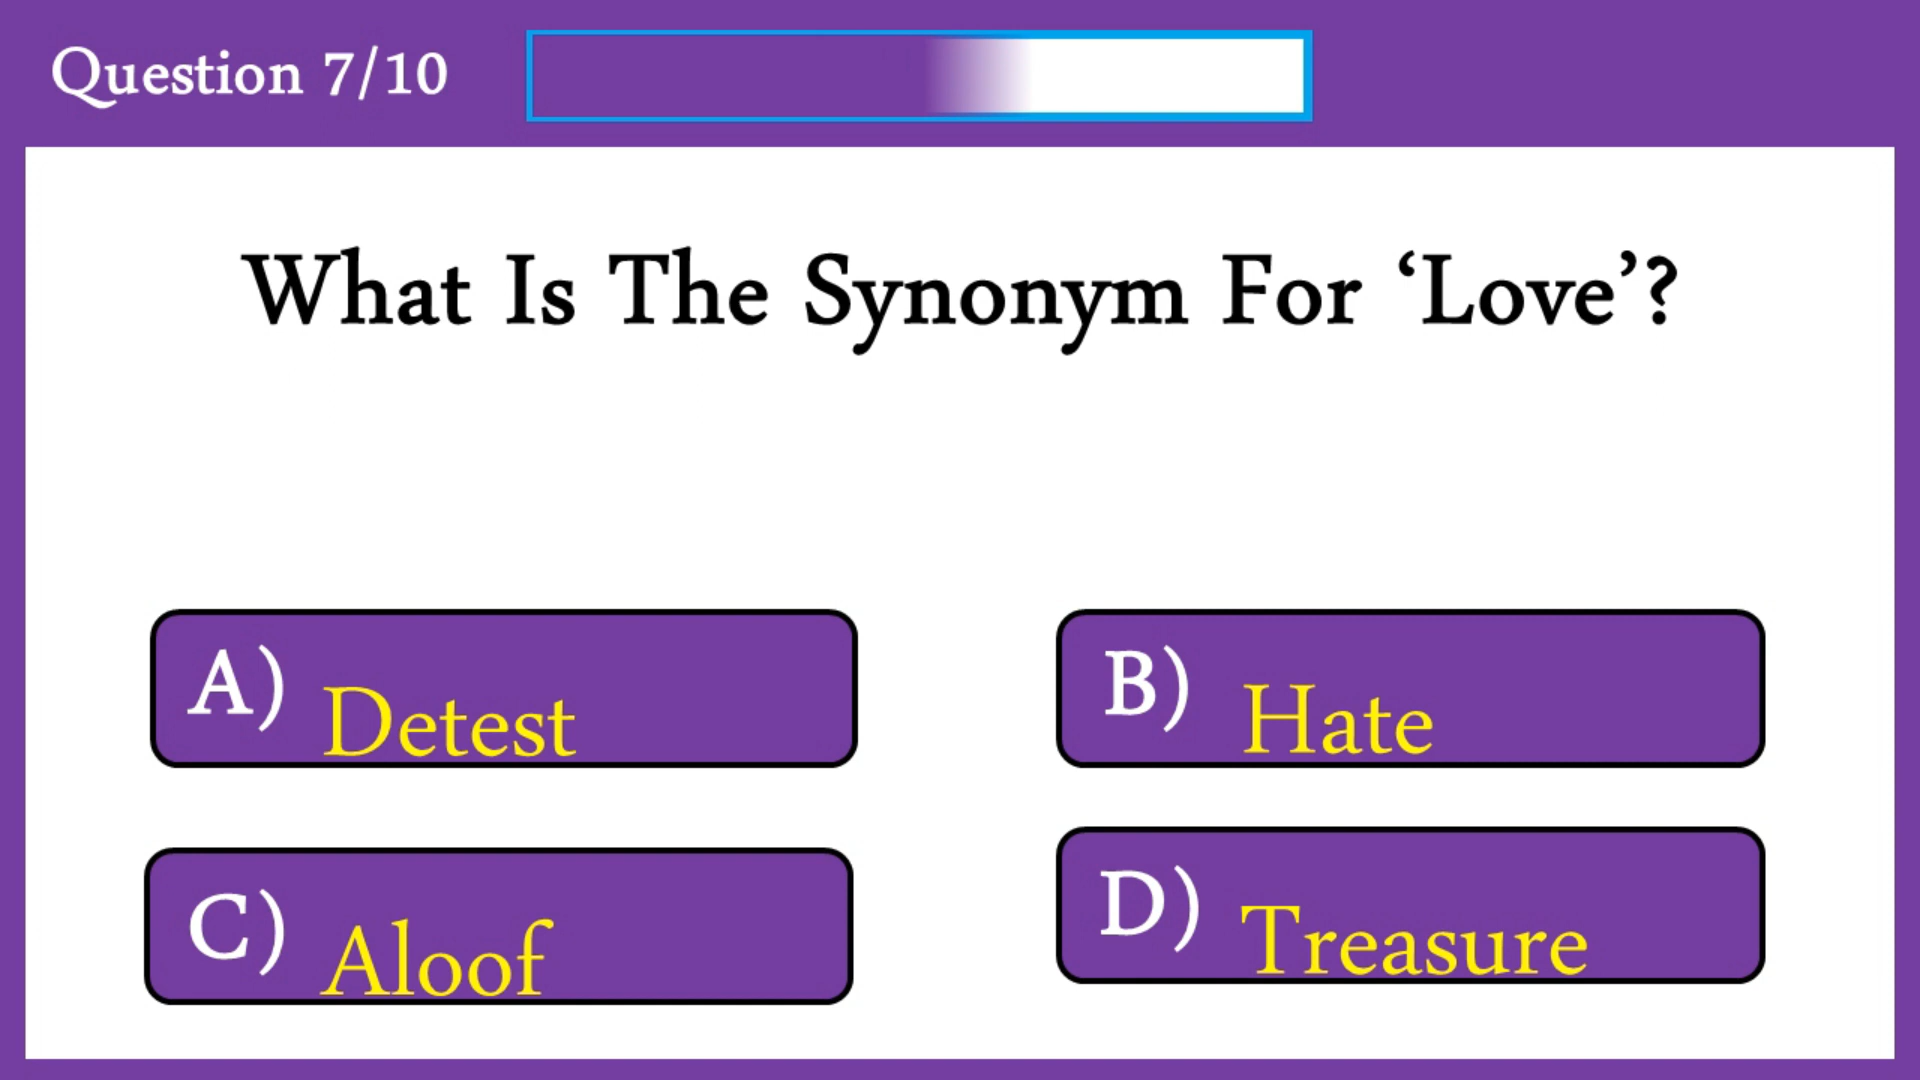 Question 7/10
What Is The Synonym For ‘Love’?
A) Detest
B) Hate
C) Aloof
D) Treasure